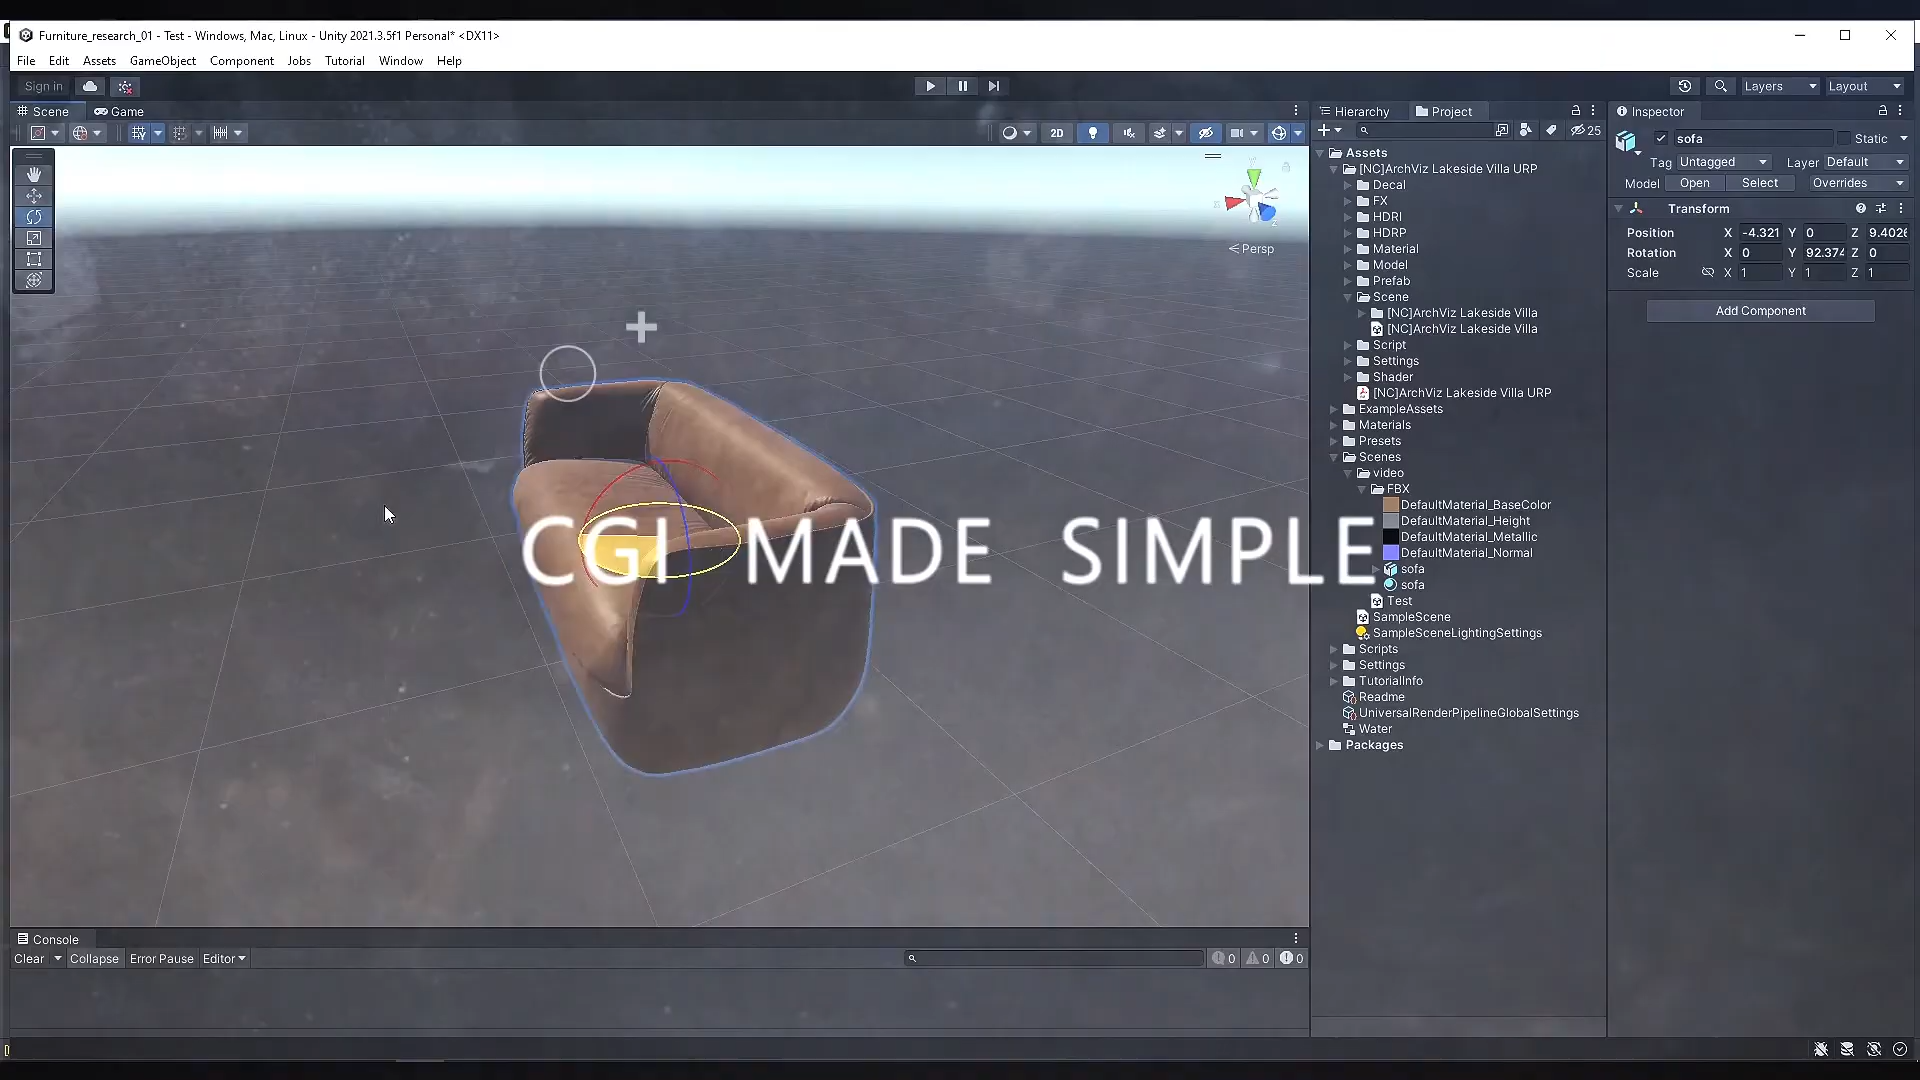 Furniture_research_01 - Test - Windows, Mac, Linux - Unity 2021.3.5f1 Personal* <DX11>
File Edit Assets GameObject Component Jobs Tutorial Window Help
Sign in
Layers Layout
Scene Game
2D
Persp
CGI MADE SIMPLE
Console
Clear Collapse Error Pause Editor
0 0 0
Hierarchy Project
25
Assets
[NC]ArchViz Lakeside Villa URP
Decal
FX
HDRI
HDRP
Material
Model
Prefab
Scene
[NC]ArchViz Lakeside Villa
[NC]ArchViz Lakeside Villa
Script
Settings
Shader
[NC]ArchViz Lakeside Villa URP
ExampleAssets
Materials
Presets
Scenes
video
FBX
DefaultMaterial_BaseColor
DefaultMaterial_Height
DefaultMaterial_Metallic
DefaultMaterial_Normal
sofa
sofa
Test
SampleScene
SampleSceneLightingSettings
Scripts
Settings
TutorialInfo
Readme
UniversalRenderPipelineGlobalSettings
Water
Packages
Inspector
sofa Static
Tag Untagged Layer Default
Model Open Select Overrides
Transform
Position X -4.321 Y 0 Z 9.4026
Rotation X 0 Y 92.374 Z 0
Scale X 1 Y 1 Z 1
Add Component